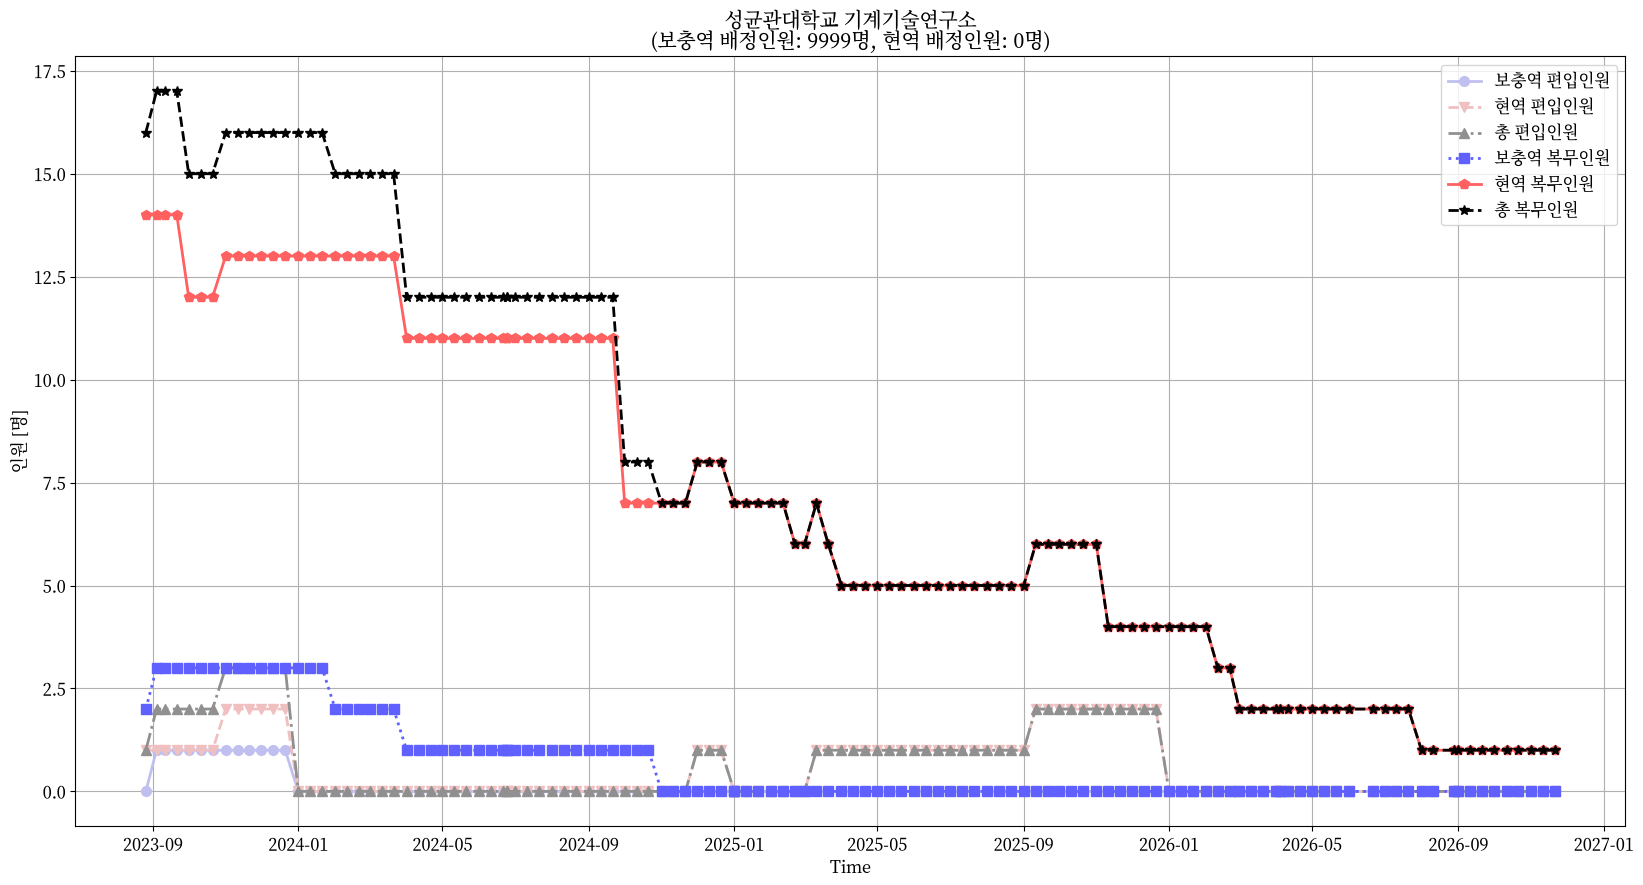 성균관대학교 기계기술연구소
(보충역 배정인원: 9999명, 현역 배정인원: 0명)
17.5
15.0
12.5
10.0
7.5
5.0
2.5
0.0
인원 [명]
보충역 편입인원
현역 편입인원
총 편입인원
보충역 복무인원
현역 복무인원
총 복무인원
2023-09
2024-01
2024-05
2024-09
2025-01
2025-05
2025-09
2026-01
2026-05
2026-09
2027-01
Time